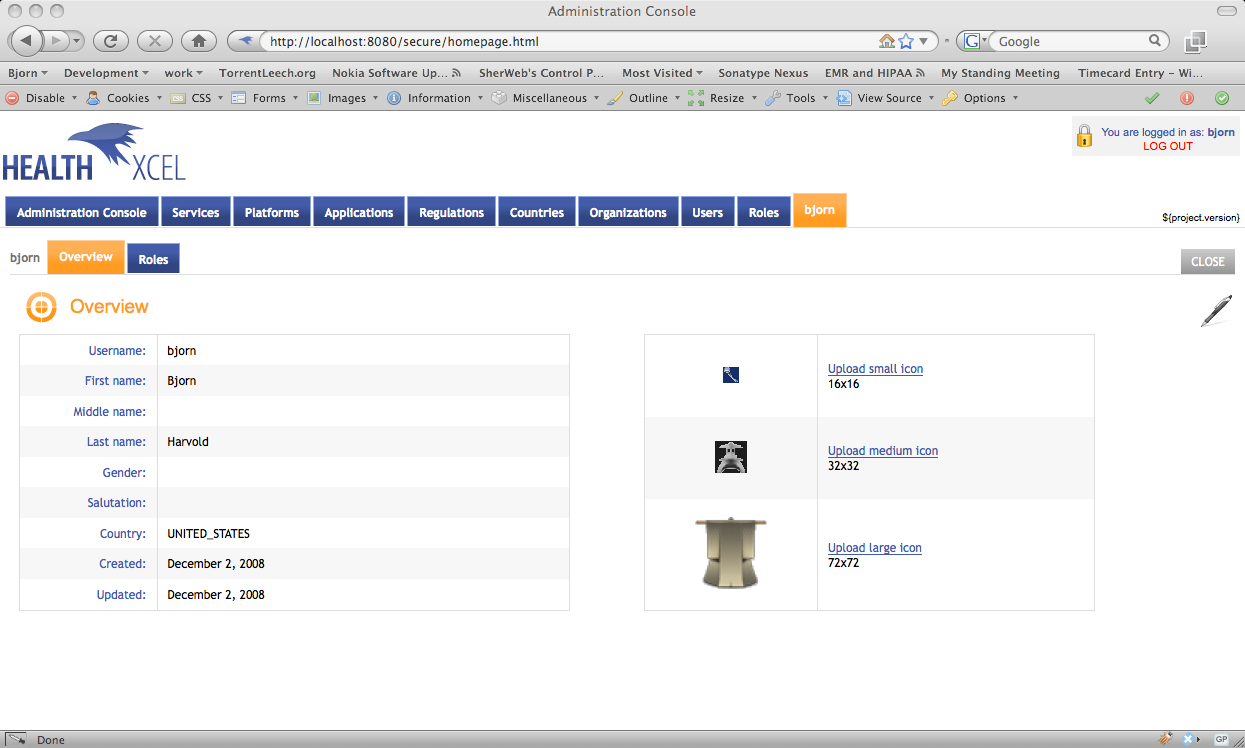 Administration Console
http://localhost:8080/secure/homepage.html
Google
Bjorn Development work TorrentLeech.org Nokia Software Up... SherWeb's Control P... Most Visited Sonatype Nexus EMR and HIPAA My Standing Meeting Timecard Entry – Wi...
Disable Cookies CSS Forms Images Information Miscellaneous Outline Resize Tools View Source Options
HEALTH XCEL
You are logged in as: bjorn
LOG OUT
Administration Console Services Platforms Applications Regulations Countries Organizations Users Roles bjorn
${project.version}
bjorn Overview Roles
CLOSE
Overview
Username: bjorn
First name: Bjorn
Middle name:
Last name: Harvold
Gender:
Salutation:
Country: UNITED_STATES
Created: December 2, 2008
Updated: December 2, 2008
Upload small icon
16x16
Upload medium icon
32x32
Upload large icon
72x72
Done
GP